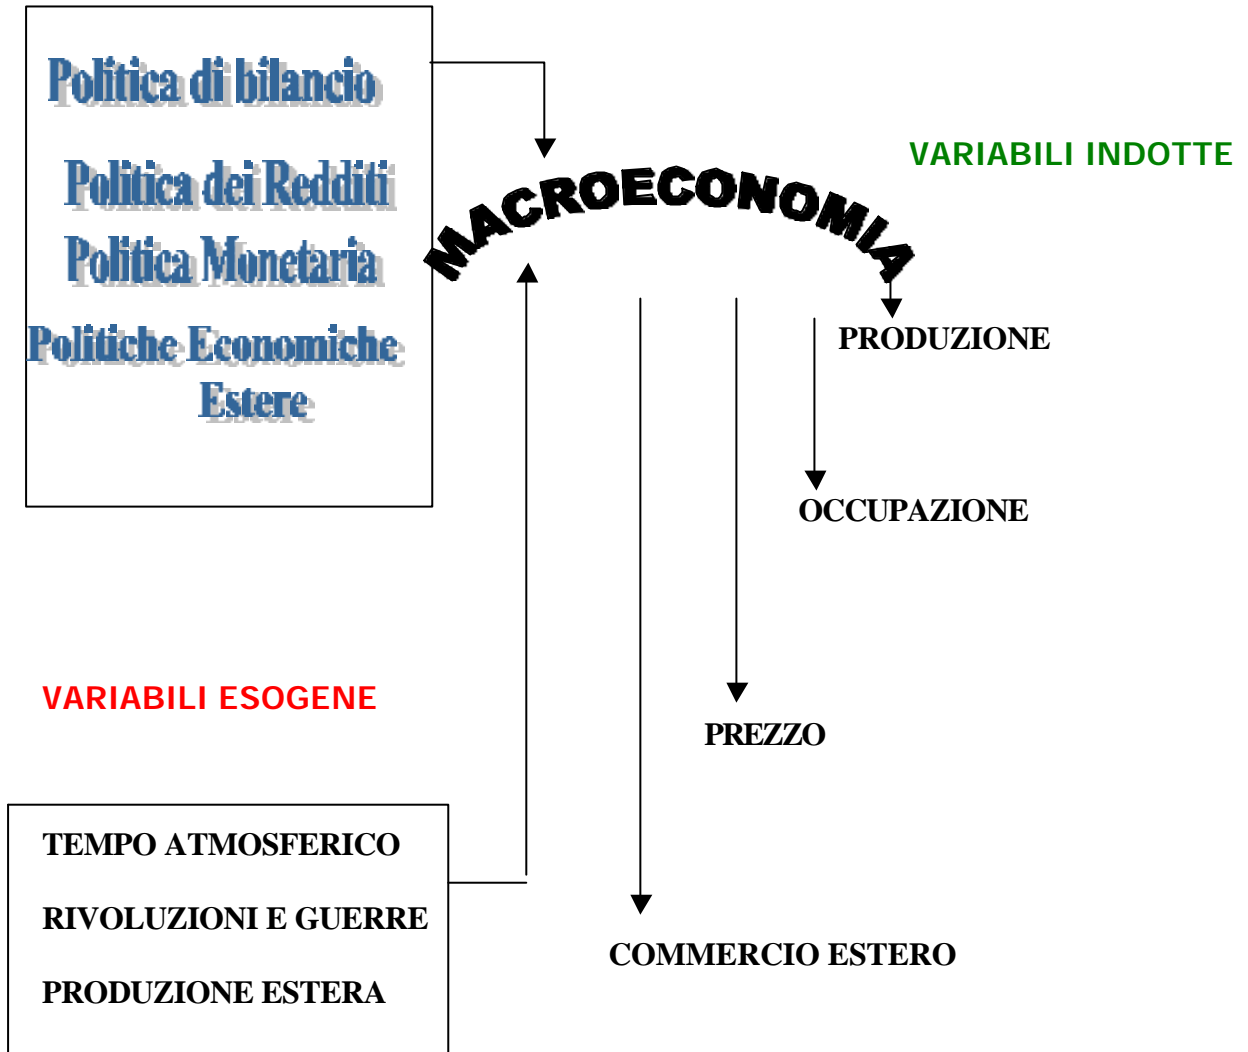 Politica di bilancio
Politica dei Redditi
Politica Monetaria
Politiche Economiche
Estere
VARIABILI INDOTTE
MACROECONOMIA
PRODUZIONE
OCCUPAZIONE
PREZZO
COMMERCIO ESTERO
VARIABILI ESOGENE
TEMPO ATMOSFERICO
RIVOLUZIONI E GUERRE
PRODUZIONE ESTERA